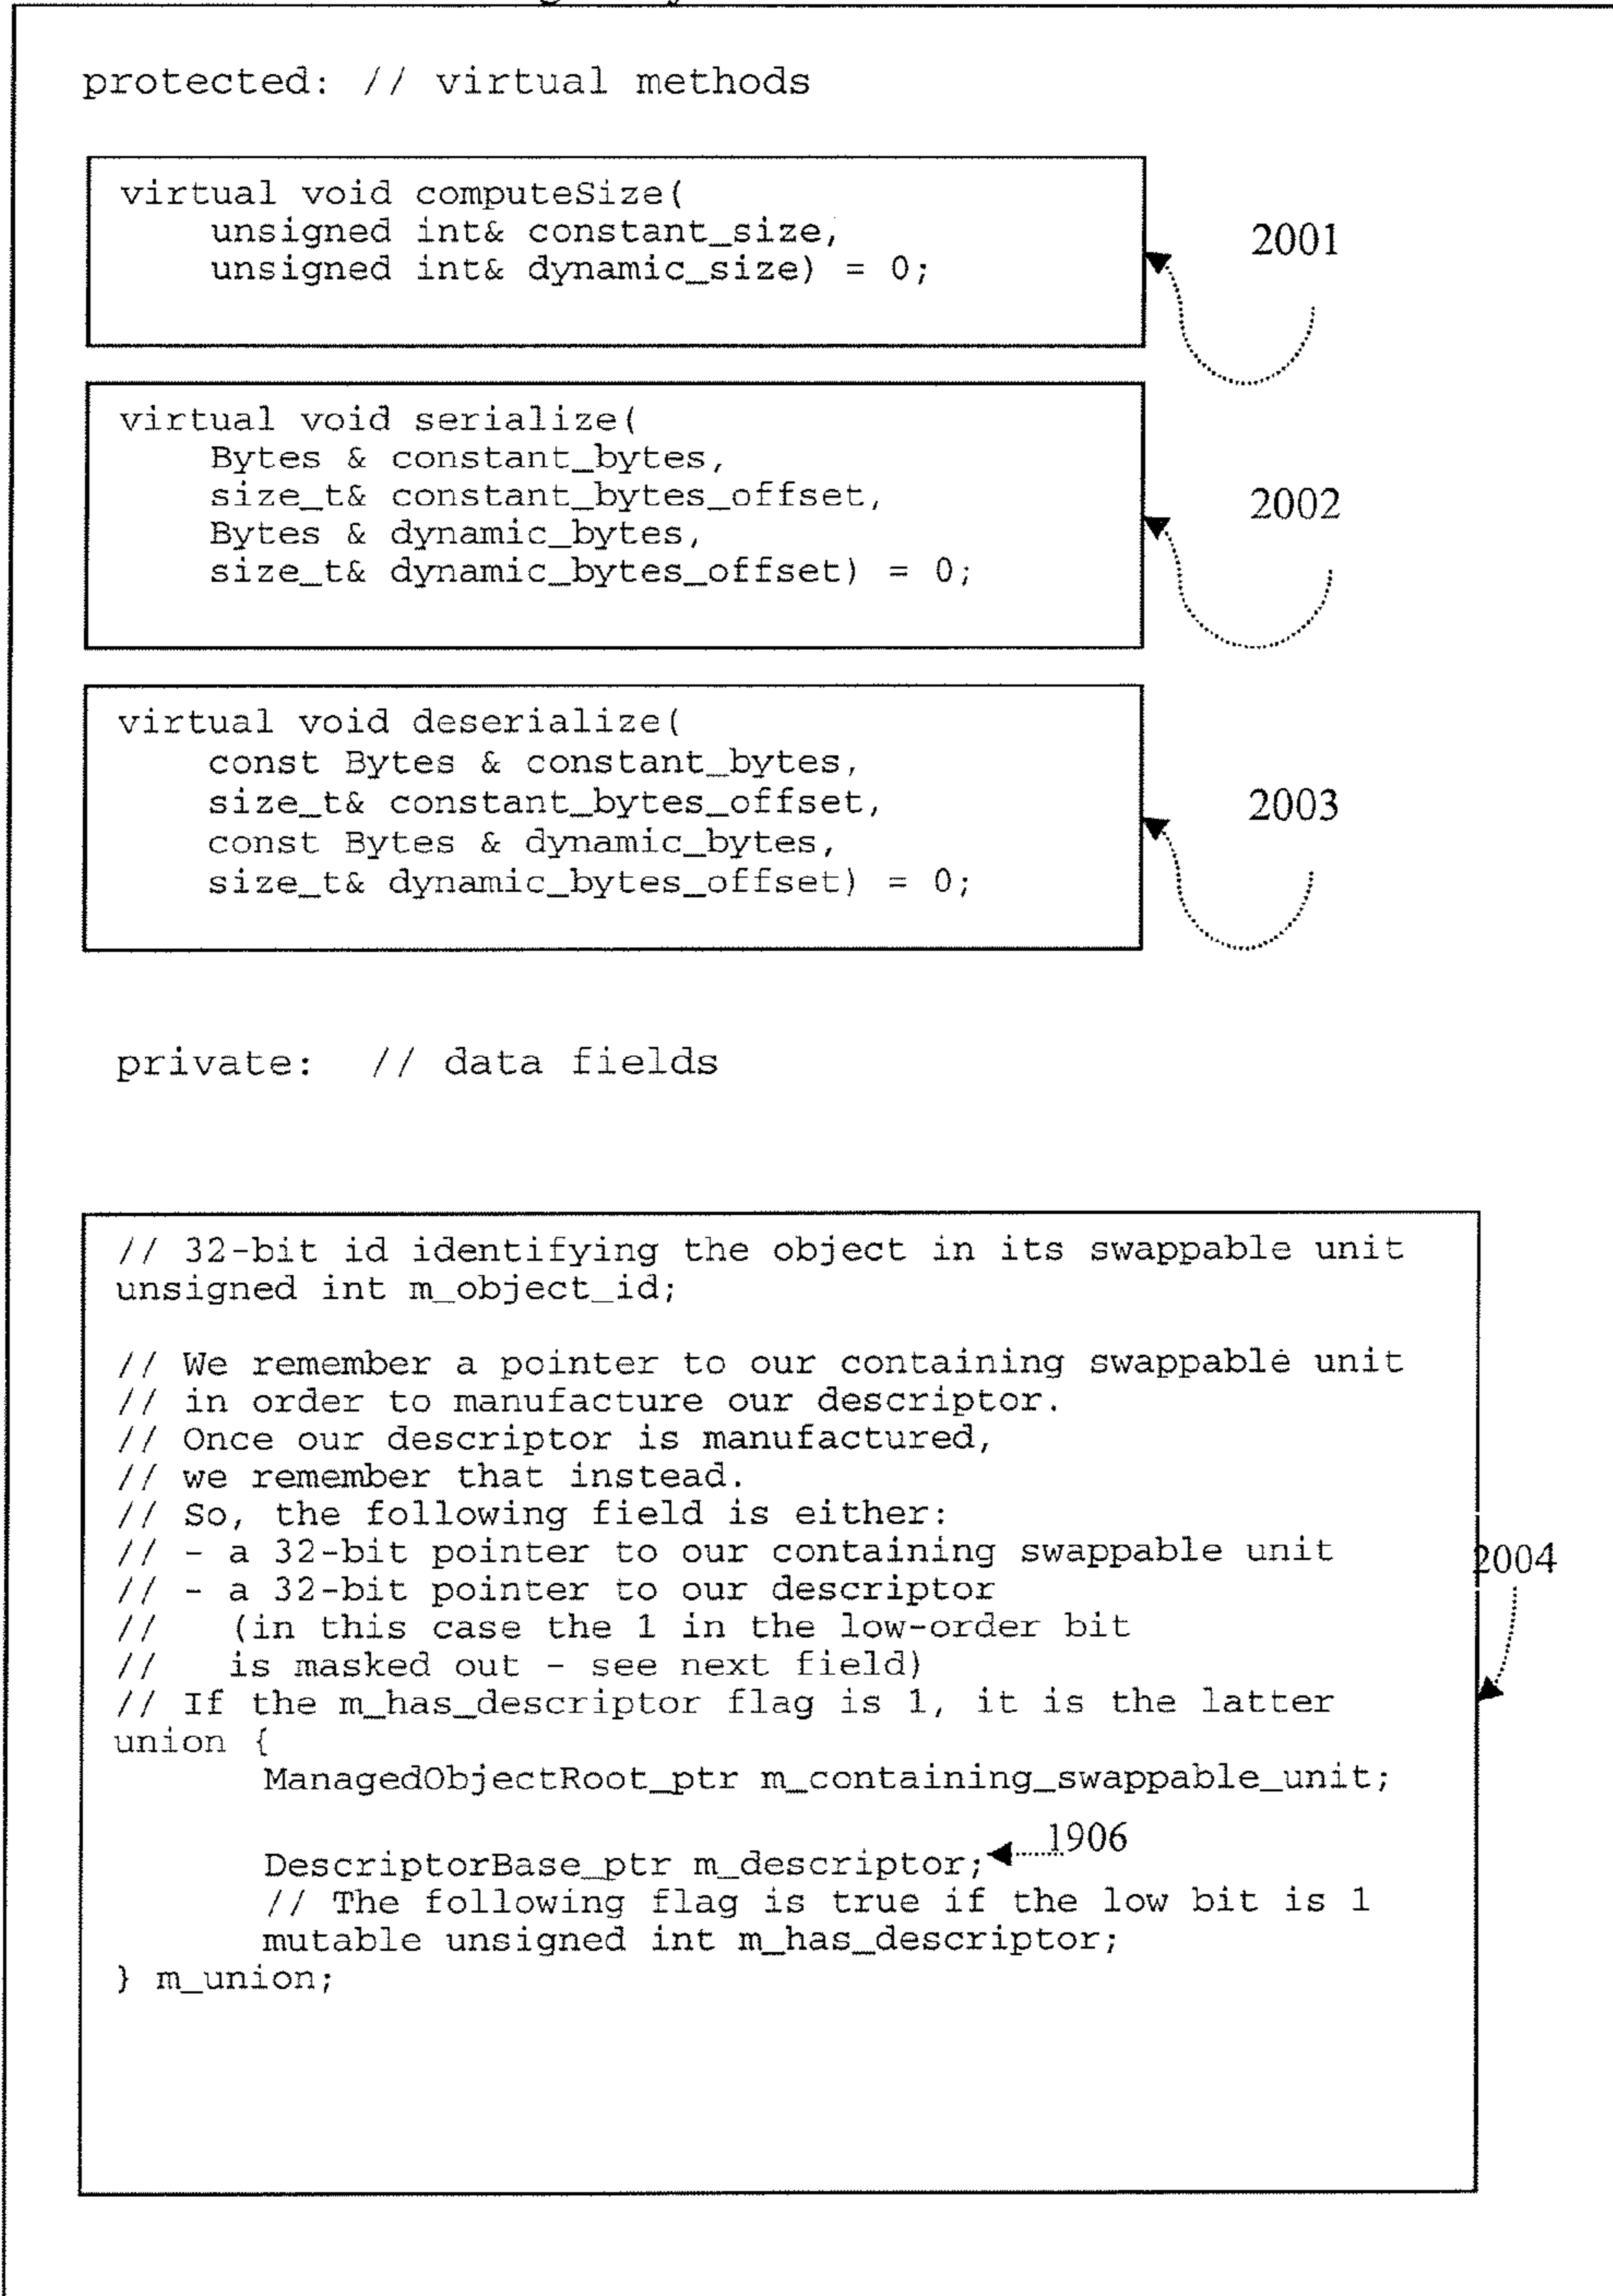 protected: // virtual methods
virtual void computeSize(
unsigned int& constant_size,
unsigned int& dynamic_size) = 0;
2001
virtual void serialize(
Bytes & constant_bytes,
size_t& constant_bytes_offset,
Bytes & dynamic_bytes,
size_t& dynamic_bytes_offset) = 0;
2002
virtual void deserialize(
const Bytes & constant_bytes,
size_t& constant_bytes_offset,
const Bytes & dynamic_bytes,
size_t& dynamic_bytes_offset) = 0;
2003
private: // data fields
// 32-bit id identifying the object in its swappable unit
unsigned int m_object_id;
// We remember a pointer to our containing swappable unit
// in order to manufacture our descriptor.
// Once our descriptor is manufactured,
// we remember that instead.
// So, the following field is either:
// - a 32-bit pointer to our containing swappable unit
// - a 32-bit pointer to our descriptor
// (in this case the 1 in the low-order bit
// is masked out - see next field)
// If the m_has_descriptor flag is 1, it is the latter
2004
union {
ManagedObjectRoot_ptr m_containing_swappable_unit;
DescriptorBase_ptr m_descriptor;
1906
// The following flag is true if the low bit is 1
mutable unsigned int m_has_descriptor;
} m_union;